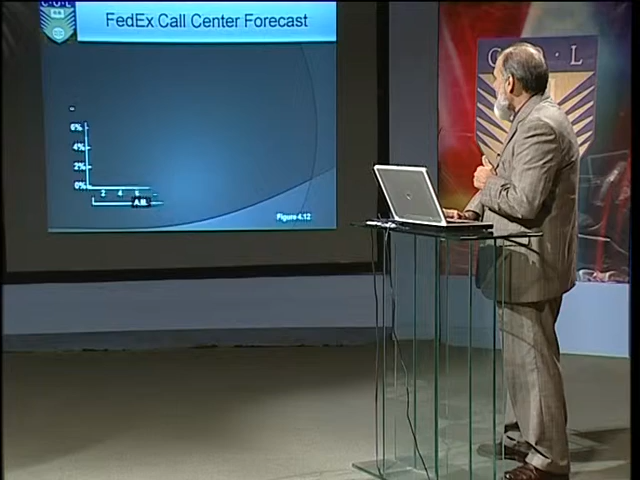 C·O·L
FedEx Call Center Forecast
C·O·L
6%
4%
2%
0%
2 4 6
A.M.
Figure 4.12